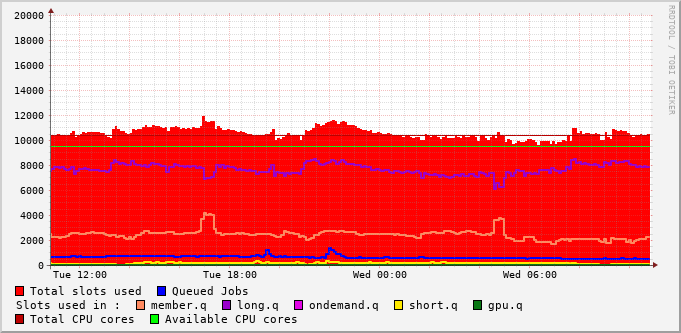 20000
18000
16000
14000
12000
10000
8000
6000
4000
2000
0
Tue 12:00 Tue 18:00 Wed 00:00 Wed 06:00
Total slots used Queued Jobs
Slots used in : member.q long.q ondemand.q short.q gpu.q
Total CPU cores Available CPU cores
RRDTOOL / TOBI OETIKER